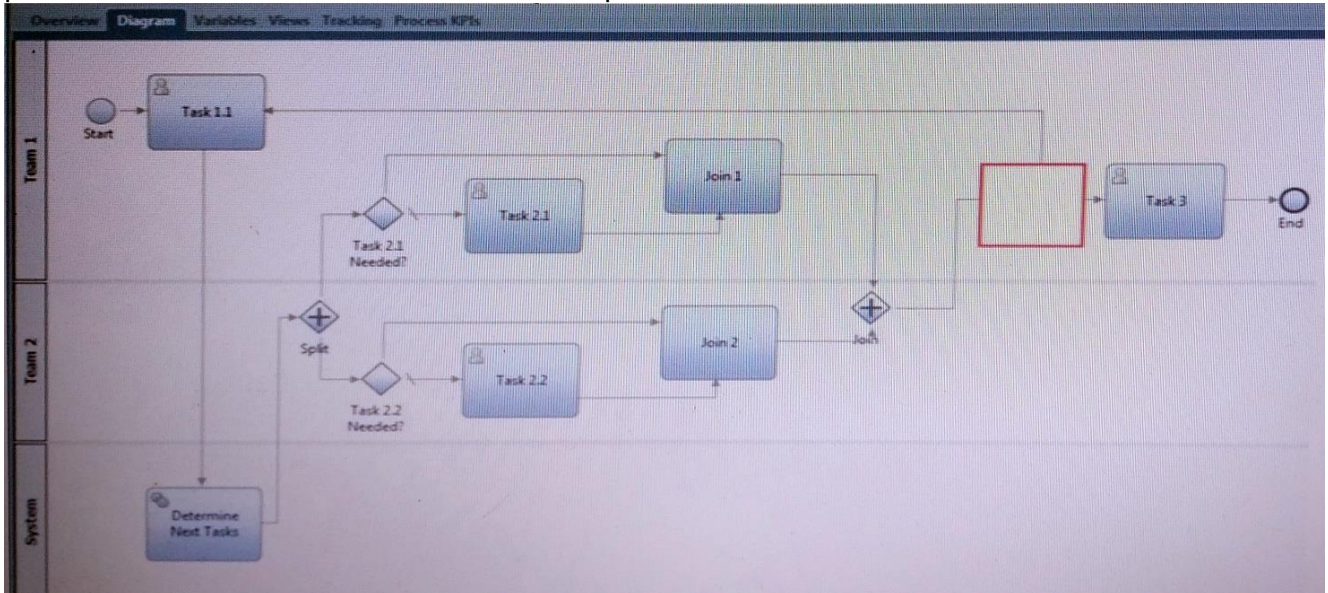 Overview Diagram Variables Views Tracking Process KPIs
Team 1
Start
Task 1.1
Task 2.1
Needed?
Task 2.1
Join 1
Task 3
End
Team 2
Split
Task 2.2
Needed?
Task 2.2
Join 2
Join
System
Determine
Next Tasks